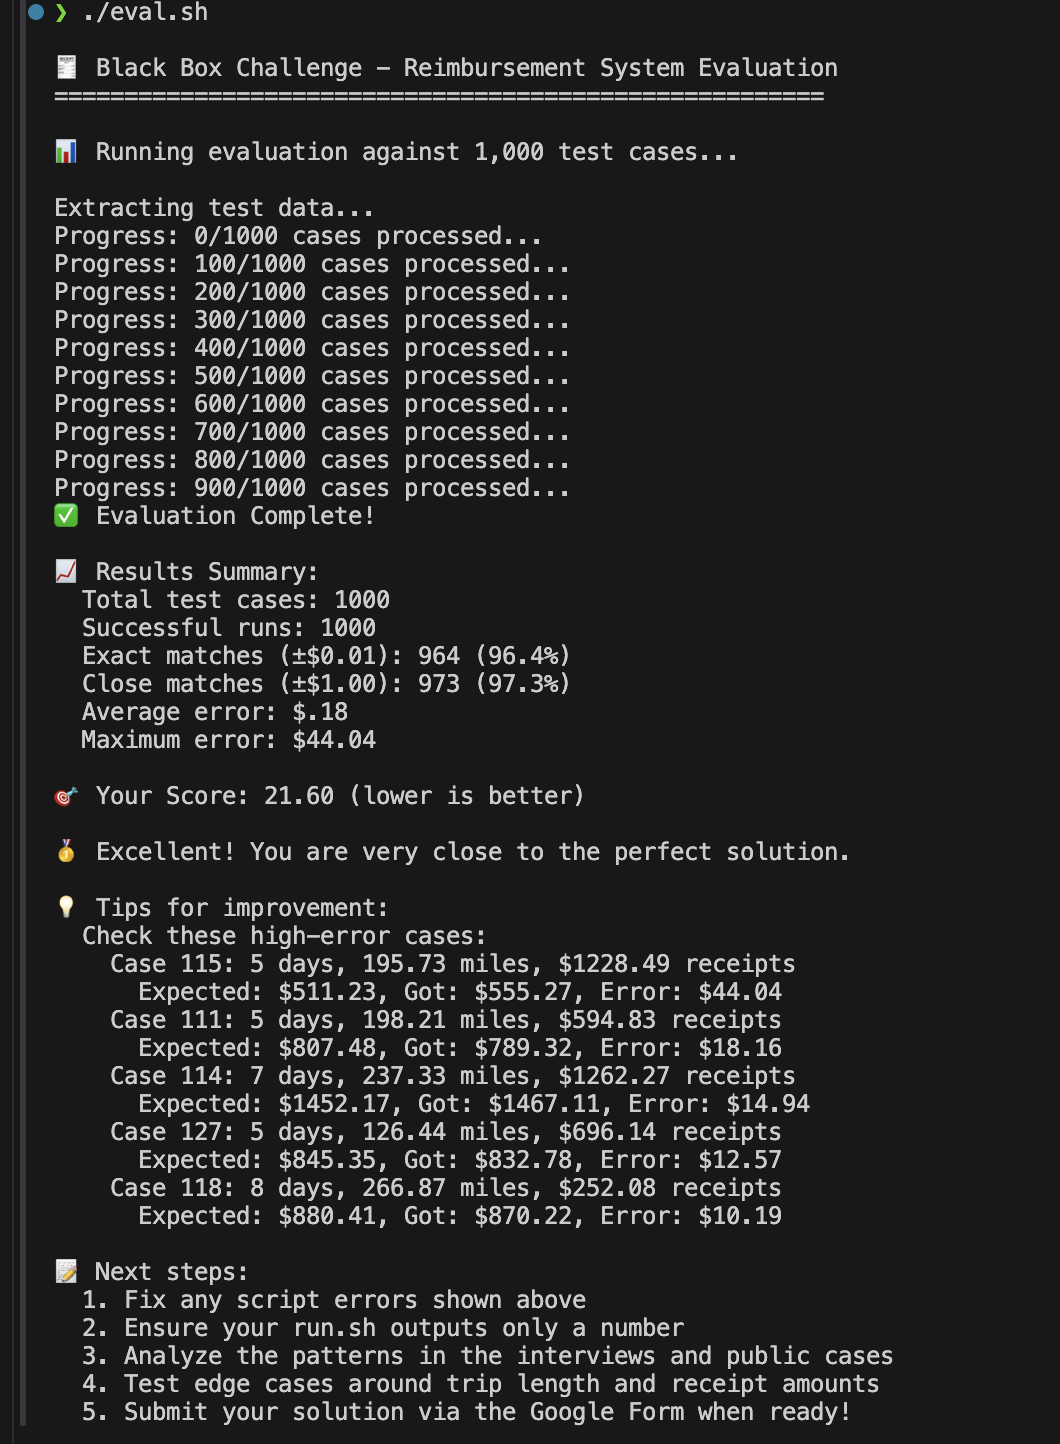 ❯ ./eval.sh
🧾 Black Box Challenge - Reimbursement System Evaluation
=======================================================
📊 Running evaluation against 1,000 test cases...
Extracting test data...
Progress: 0/1000 cases processed...
Progress: 100/1000 cases processed...
Progress: 200/1000 cases processed...
Progress: 300/1000 cases processed...
Progress: 400/1000 cases processed...
Progress: 500/1000 cases processed...
Progress: 600/1000 cases processed...
Progress: 700/1000 cases processed...
Progress: 800/1000 cases processed...
Progress: 900/1000 cases processed...
✅ Evaluation Complete!
📈 Results Summary:
Total test cases: 1000
Successful runs: 1000
Exact matches (±$0.01): 964 (96.4%)
Close matches (±$1.00): 973 (97.3%)
Average error: $.18
Maximum error: $44.04
🎯 Your Score: 21.60 (lower is better)
🥇 Excellent! You are very close to the perfect solution.
💡 Tips for improvement:
Check these high-error cases:
Case 115: 5 days, 195.73 miles, $1228.49 receipts
Expected: $511.23, Got: $555.27, Error: $44.04
Case 111: 5 days, 198.21 miles, $594.83 receipts
Expected: $807.48, Got: $789.32, Error: $18.16
Case 114: 7 days, 237.33 miles, $1262.27 receipts
Expected: $1452.17, Got: $1467.11, Error: $14.94
Case 127: 5 days, 126.44 miles, $696.14 receipts
Expected: $845.35, Got: $832.78, Error: $12.57
Case 118: 8 days, 266.87 miles, $252.08 receipts
Expected: $880.41, Got: $870.22, Error: $10.19
📝 Next steps:
1. Fix any script errors shown above
2. Ensure your run.sh outputs only a number
3. Analyze the patterns in the interviews and public cases
4. Test edge cases around trip length and receipt amounts
5. Submit your solution via the Google Form when ready!